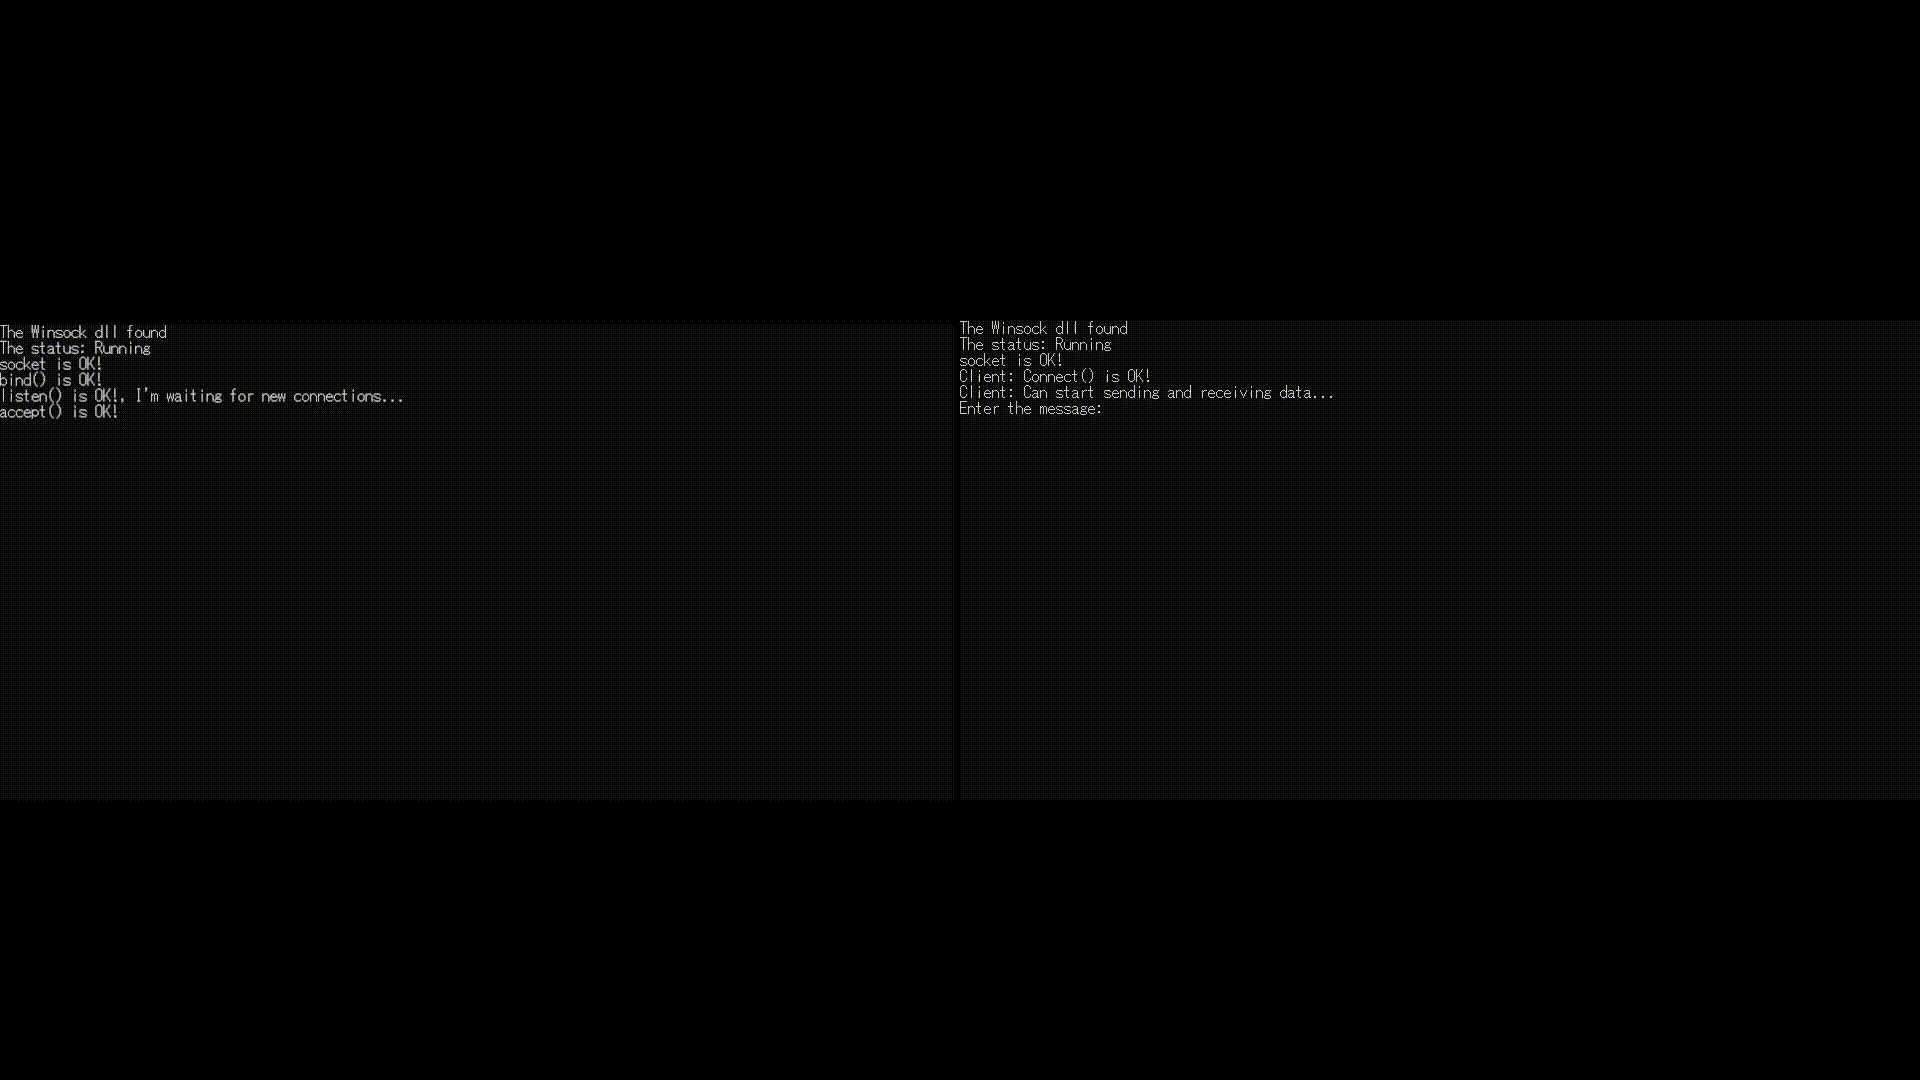 The Winsock dll found
The status: Running
socket is OK!
bind() is OK!
listen() is OK!, I'm waiting for new connections...
accept() is OK!
The Winsock dll found
The status: Running
socket is OK!
Client: Connect() is OK!
Client: Can start sending and receiving data...
Enter the message: